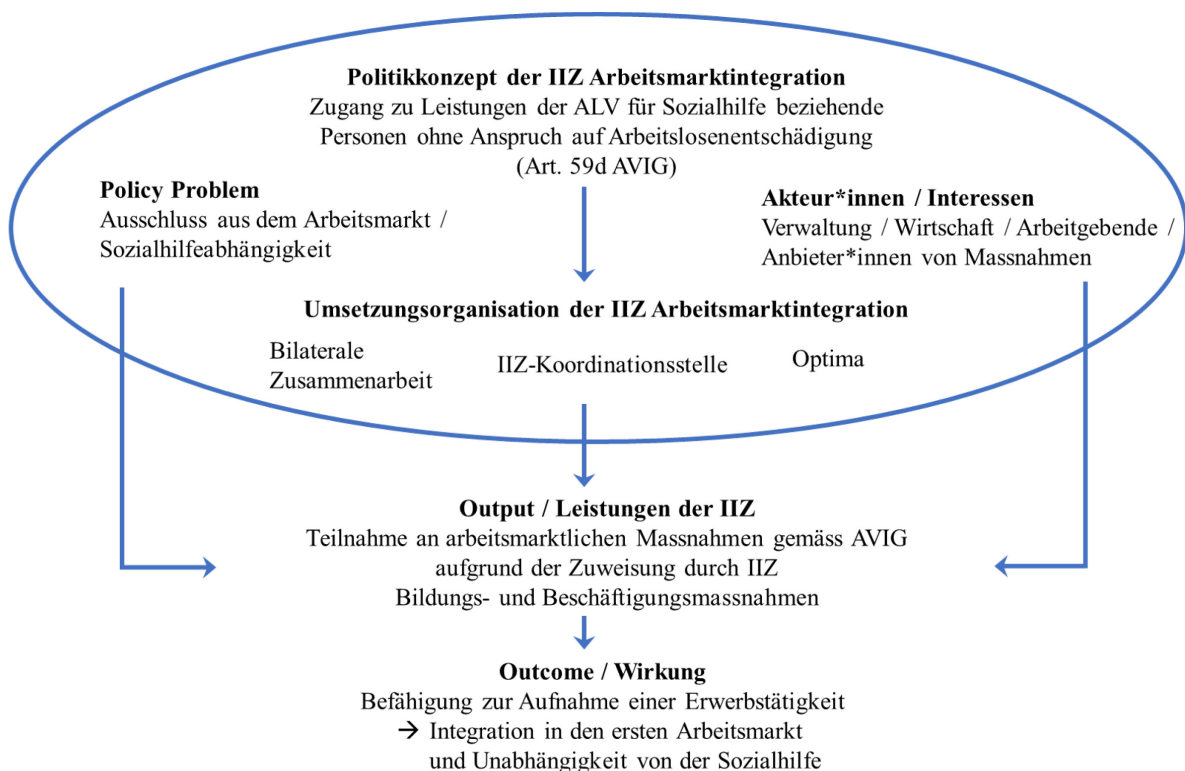 Politikkonzept der IIZ Arbeitsmarktintegration
Zugang zu Leistungen der ALV für Sozialhilfe beziehende
Personen ohne Anspruch auf Arbeitslosenentschädigung
(Art. 59d AVIG)
Policy Problem
Ausschluss aus dem Arbeitsmarkt /
Sozialhilfeabhängigkeit
Akteur*innen / Interessen
Verwaltung / Wirtschaft / Arbeitgebende /
Anbieter*innen von Massnahmen
Umsetzungsorganisation der IIZ Arbeitsmarktintegration
Bilaterale
Zusammenarbeit
IIZ-Koordinationsstelle
Optima
Output / Leistungen der IIZ
Teilnahme an arbeitsmarktlichen Massnahmen gemäss AVIG
aufgrund der Zuweisung durch IIZ
Bildungs- und Beschäftigungsmassnahmen
Outcome / Wirkung
Befähigung zur Aufnahme einer Erwerbstätigkeit
→ Integration in den ersten Arbeitsmarkt
und Unabhängigkeit von der Sozialhilfe